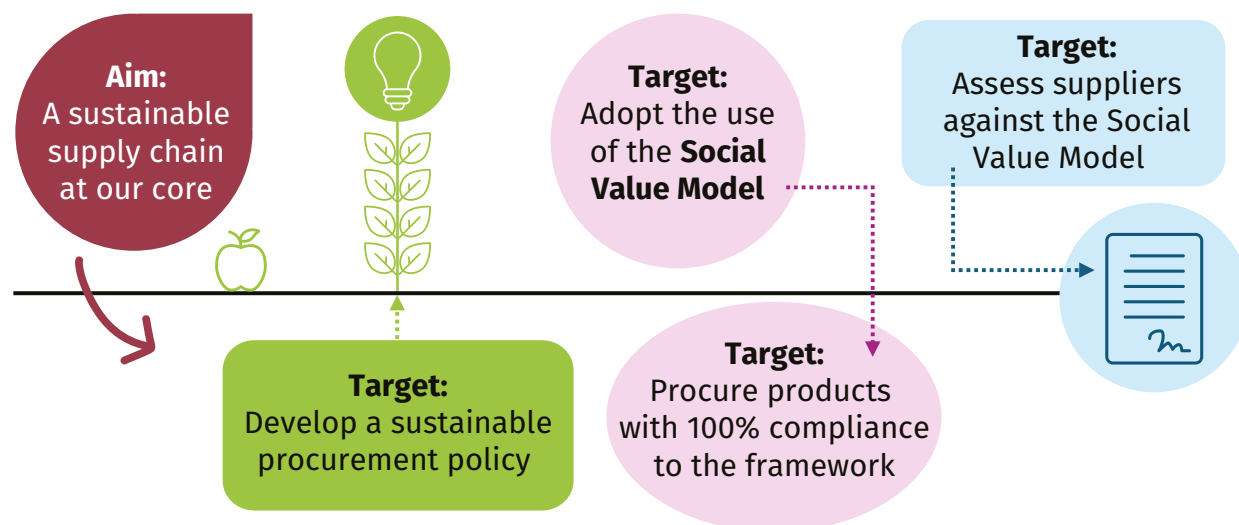 Aim:
A sustainable
supply chain
at our core
Target:
Develop a sustainable
procurement policy
Target:
Adopt the use
of the Social
Value Model
Target:
Procure products
with 100% compliance
to the framework
Target:
Assess suppliers
against the Social
Value Model